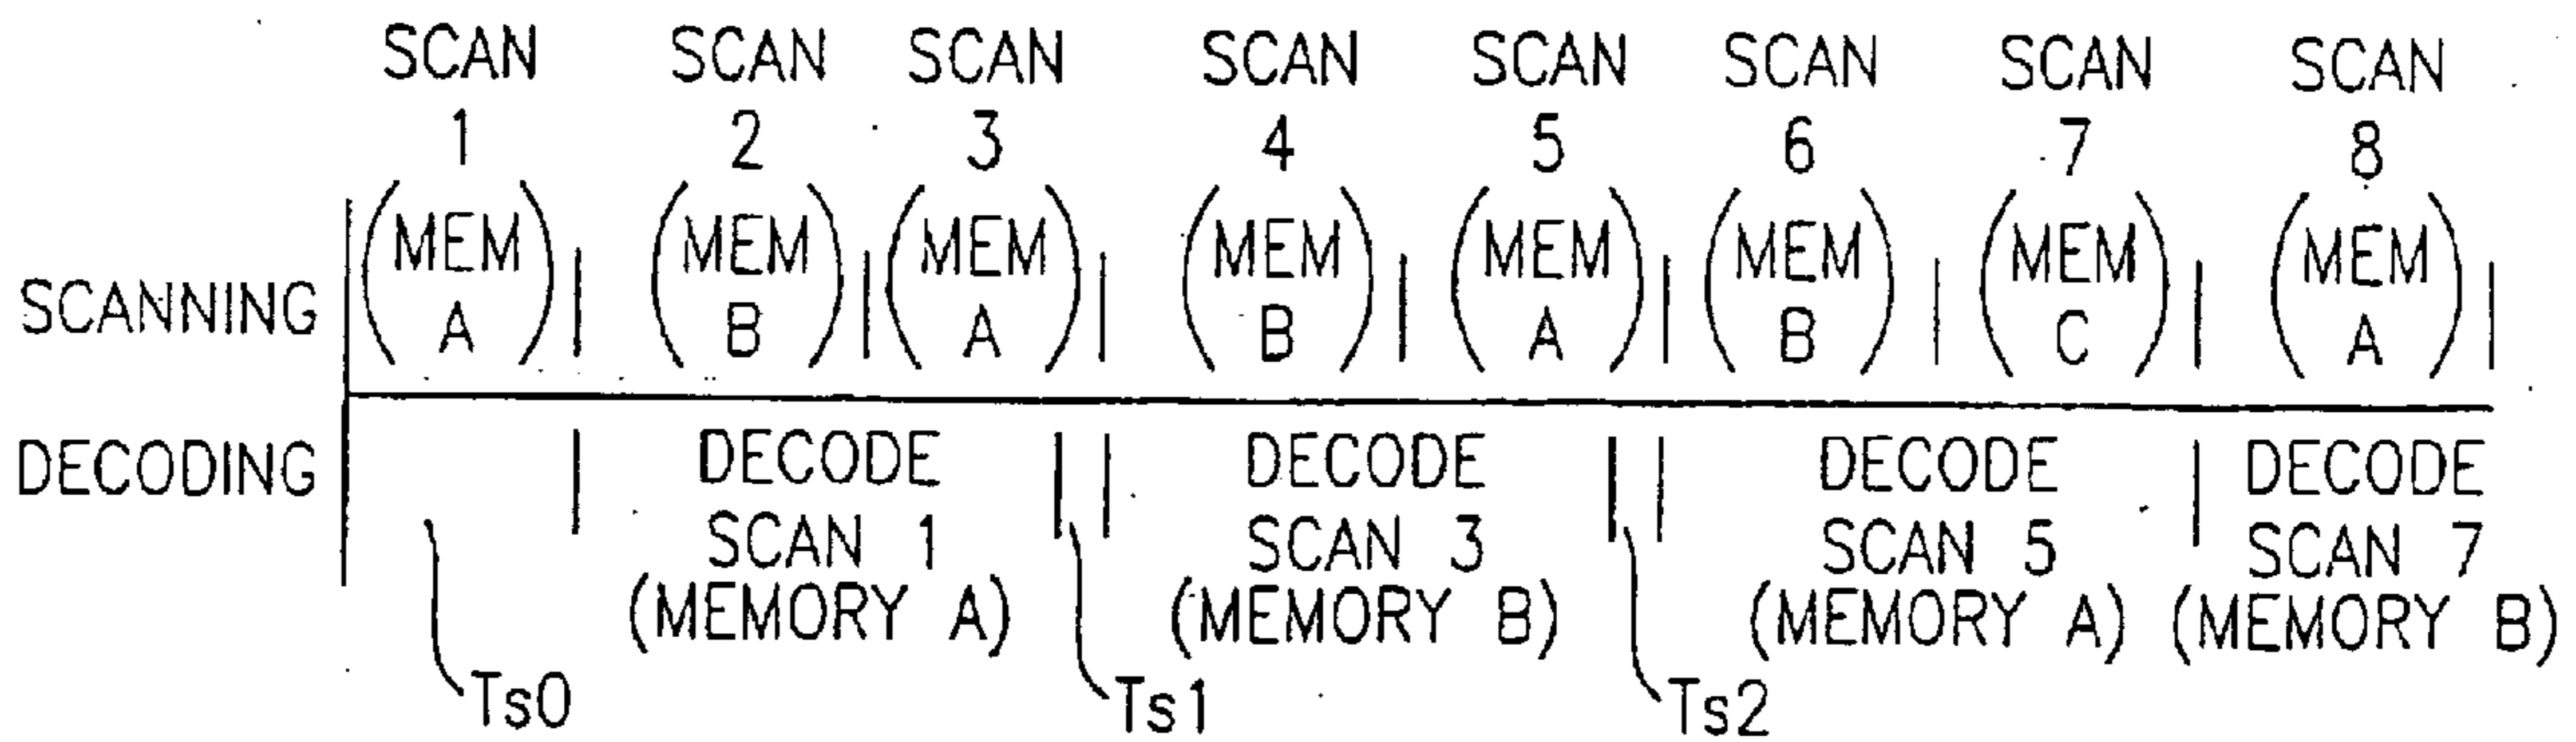 SCAN SCAN SCAN SCAN SCAN SCAN SCAN SCAN
1 2 3 4 5 6 7 8
(MEM (MEM (MEM (MEM (MEM (MEM (MEM (MEM
SCANNING A) B) A) B) A) B) C) A)
DECODING DECODE DECODE DECODE DECODE
SCAN 1 SCAN 3 SCAN 5 SCAN 7
(MEMORY A) (MEMORY B) (MEMORY A) (MEMORY B)
Ts0 Ts1 Ts2